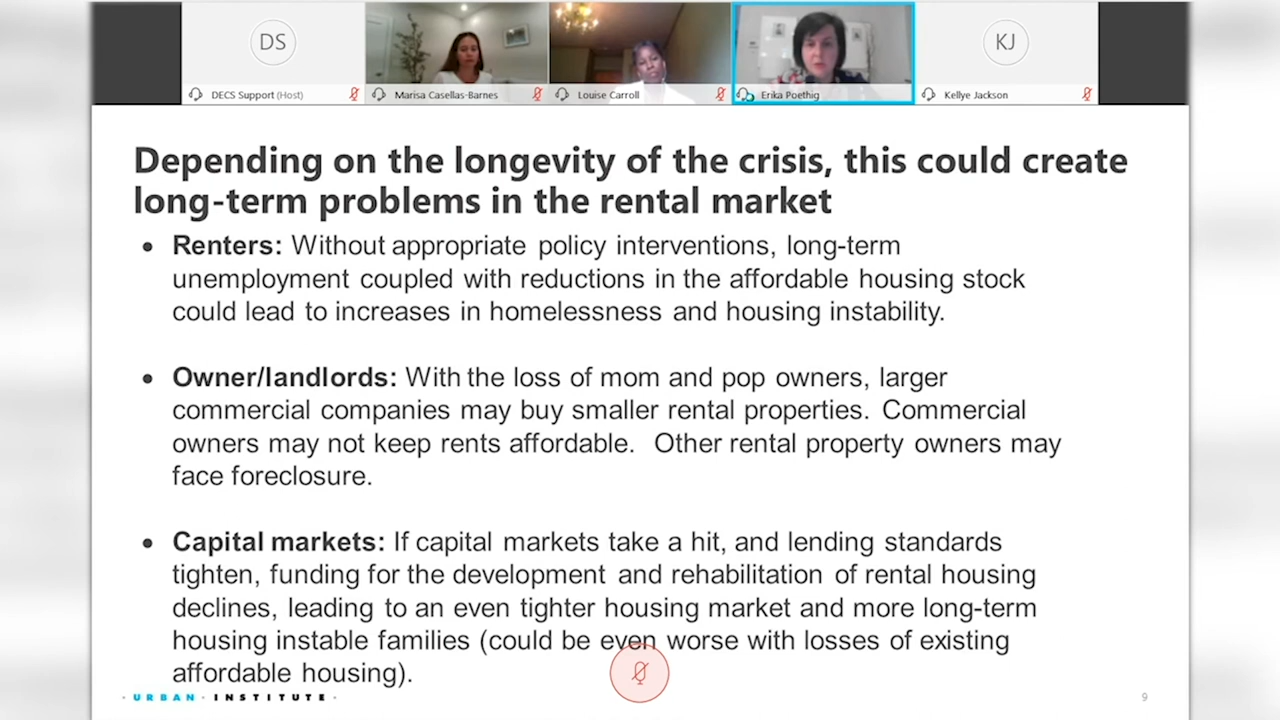 DS
KJ
DECS Support (Host)
Marisa Casellas-Barnes
Louise Carroll
Erika Poethig
Kellye Jackson
Depending on the longevity of the crisis, this could create
long-term problems in the rental market
• Renters: Without appropriate policy interventions, long-term
unemployment coupled with reductions in the affordable housing stock
could lead to increases in homelessness and housing instability.
• Owner/landlords: With the loss of mom and pop owners, larger
commercial companies may buy smaller rental properties. Commercial
owners may not keep rents affordable. Other rental property owners may
face foreclosure.
• Capital markets: If capital markets take a hit, and lending standards
tighten, funding for the development and rehabilitation of rental housing
declines, leading to an even tighter housing market and more long-term
housing instable families (could be even worse with losses of existing
affordable housing).
· URBAN · INSTITUTE ·
9